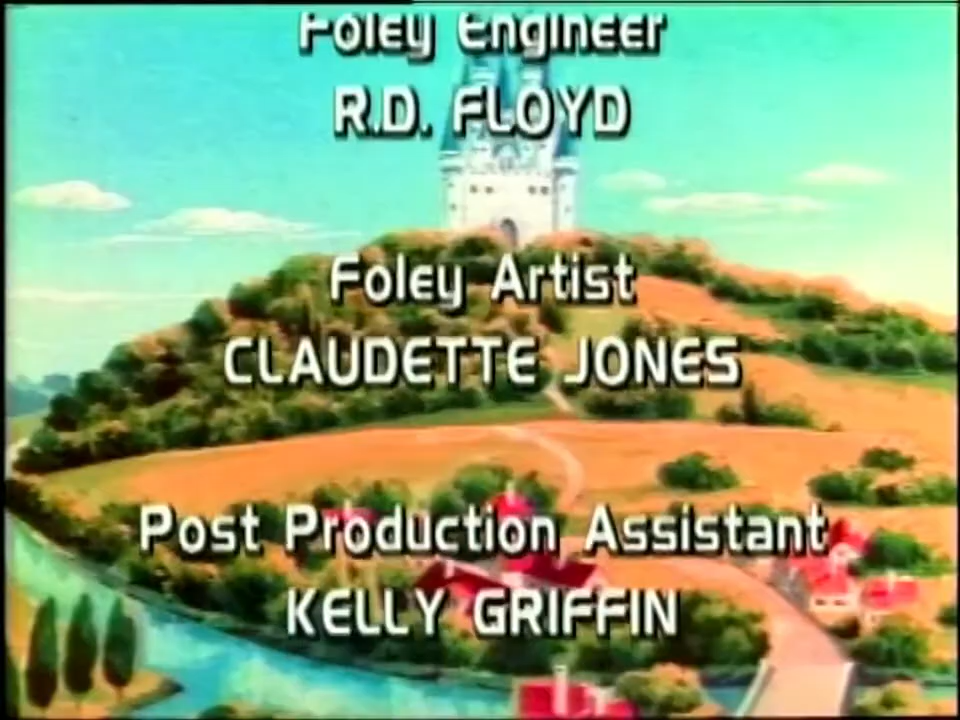 Foley Engineer
R.D. FLOYD
Foley Artist
CLAUDETTE JONES
Post Production Assistant
KELLY GRIFFIN